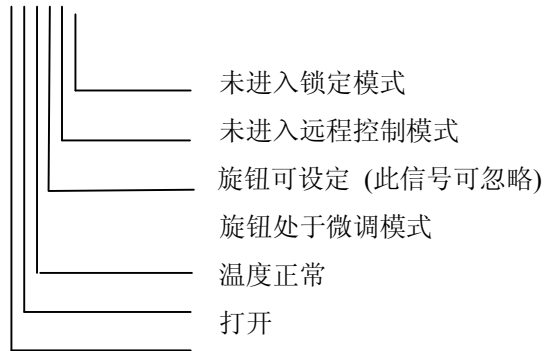 未进入锁定模式
未进入远程控制模式
旋钮可设定 (此信号可忽略)
旋钮处于微调模式
温度正常
打开